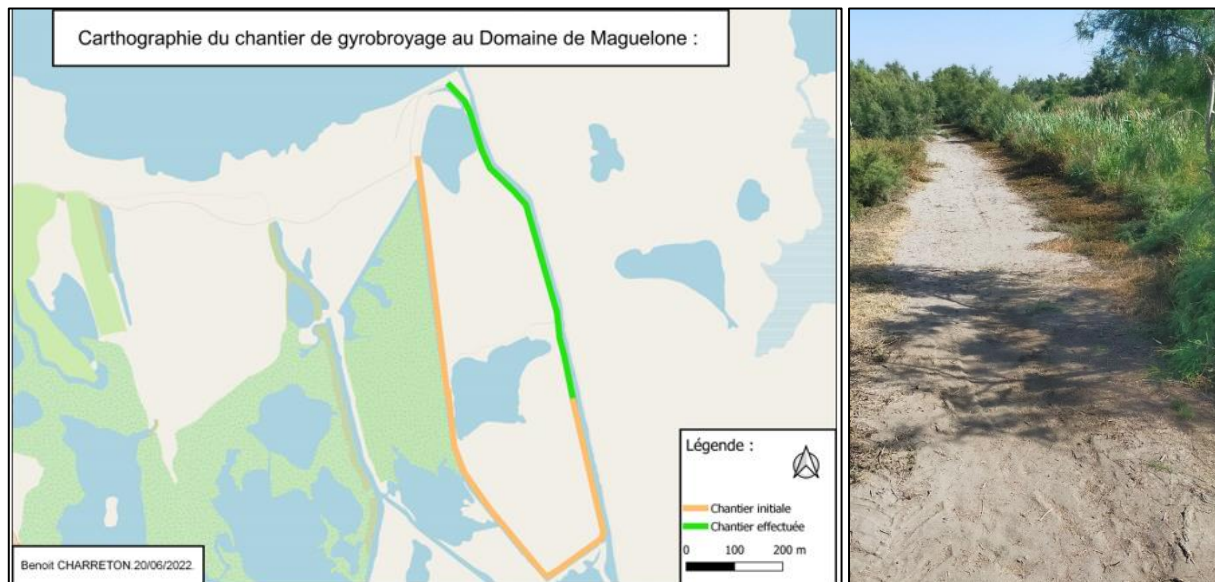 Carthographie du chantier de gyrobroyage au Domaine de Maguelone :
Légende :
Chantier initiale
Chantier effectuée
0 100 200 m
Benoit CHARRETON.20/06/2022.